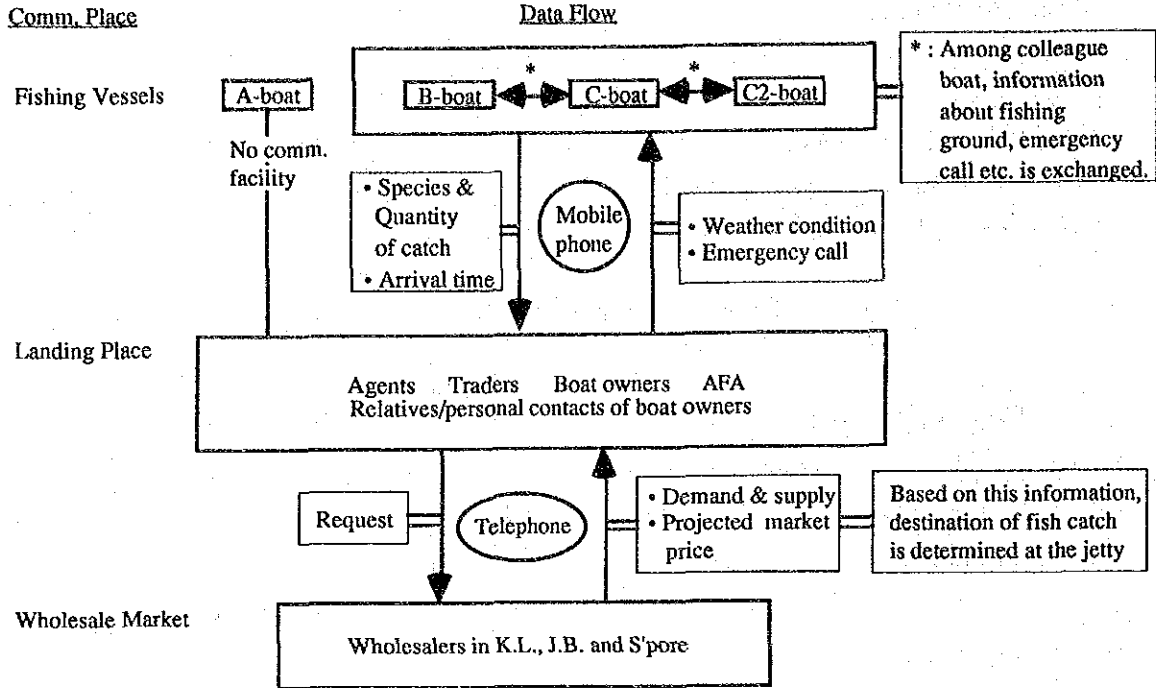 Comm. Place
Data Flow
Fishing Vessels
A-boat
*
*
B-boat
C-boat
C2-boat
* : Among colleague
boat, information
about fishing
ground, emergency
call etc. is exchanged.
No comm.
facility
• Species &
Quantity
of catch
• Arrival time
Mobile
phone
• Weather condition
• Emergency call
Landing Place
Agents Traders Boat owners AFA
Relatives/personal contacts of boat owners
Request
Telephone
• Demand & supply
• Projected market
price
Based on this information,
destination of fish catch
is determined at the jetty
Wholesale Market
Wholesalers in K.L., J.B. and S'pore